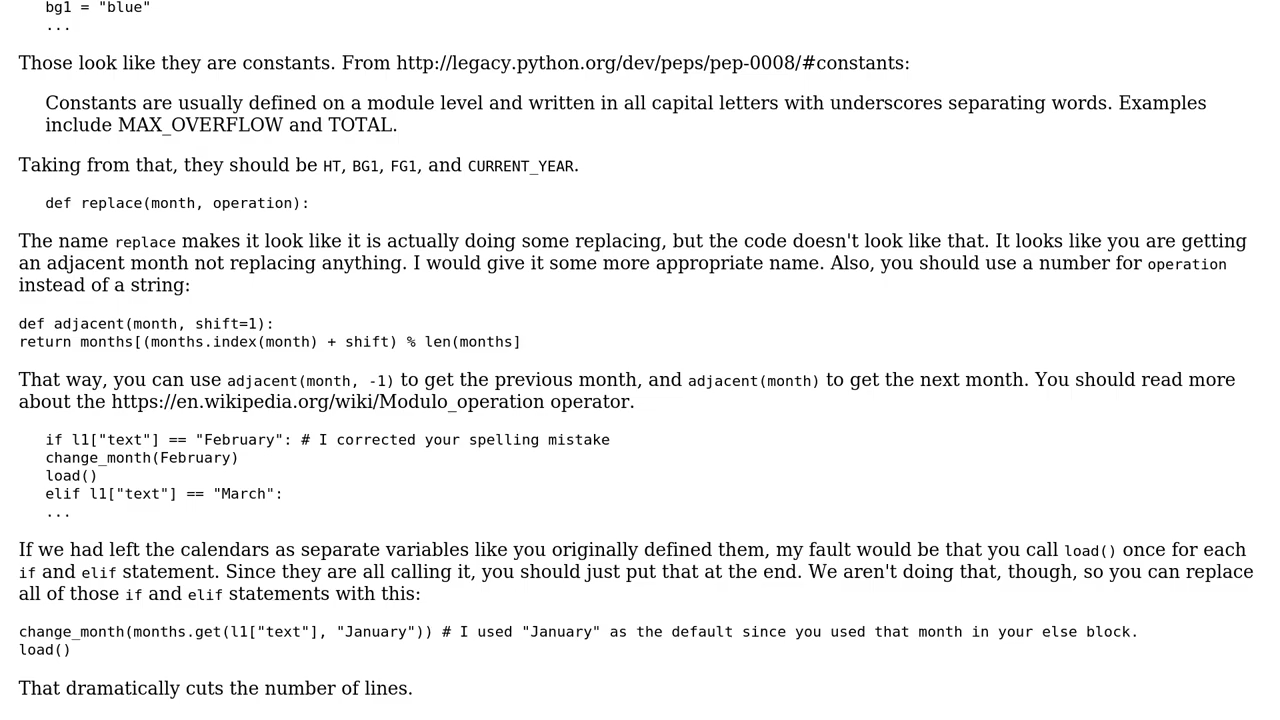 bg1 = "blue"
...
Those look like they are constants. From http://legacy.python.org/dev/peps/pep-0008/#constants:
Constants are usually defined on a module level and written in all capital letters with underscores separating words. Examples
include MAX_OVERFLOW and TOTAL.
Taking from that, they should be HT, BG1, FG1, and CURRENT_YEAR.
def replace(month, operation):
The name replace makes it look like it is actually doing some replacing, but the code doesn't look like that. It looks like you are getting
an adjacent month not replacing anything. I would give it some more appropriate name. Also, you should use a number for operation
instead of a string:
def adjacent(month, shift=1):
return months[(months.index(month) + shift) % len(months]
That way, you can use adjacent(month, -1) to get the previous month, and adjacent(month) to get the next month. You should read more
about the https://en.wikipedia.org/wiki/Modulo_operation operator.
if l1["text"] == "February": # I corrected your spelling mistake
change_month(February)
load()
elif l1["text"] == "March":
...
If we had left the calendars as separate variables like you originally defined them, my fault would be that you call load() once for each
if and elif statement. Since they are all calling it, you should just put that at the end. We aren't doing that, though, so you can replace
all of those if and elif statements with this:
change_month(months.get(l1["text"], "January")) # I used "January" as the default since you used that month in your else block.
load()
That dramatically cuts the number of lines.